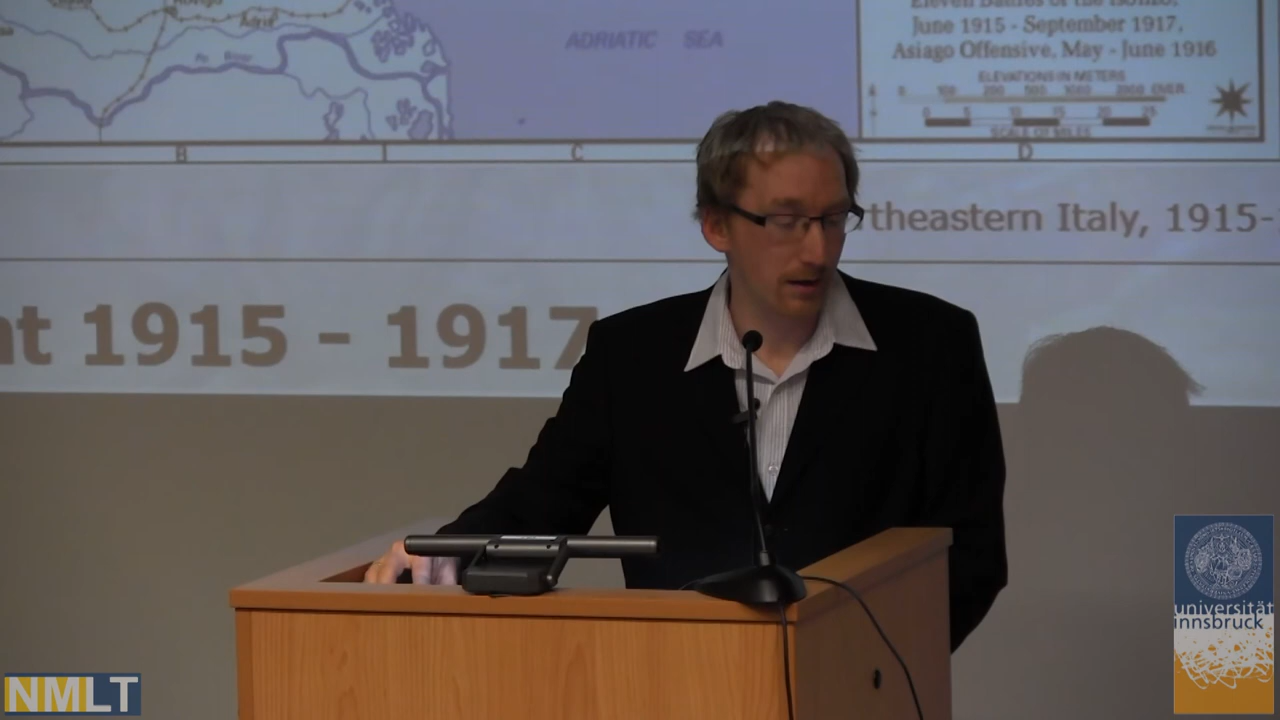 Eleven Battles of the Isonzo,
June 1915 - September 1917,
Asiago Offensive, May - June 1916
ADRIATIC SEA
ELEVATIONS IN METERS
SCALE OF MILES
B
C
D
rtheastern Italy, 1915-
nt 1915 - 1917
universität
innsbruck
NMLT